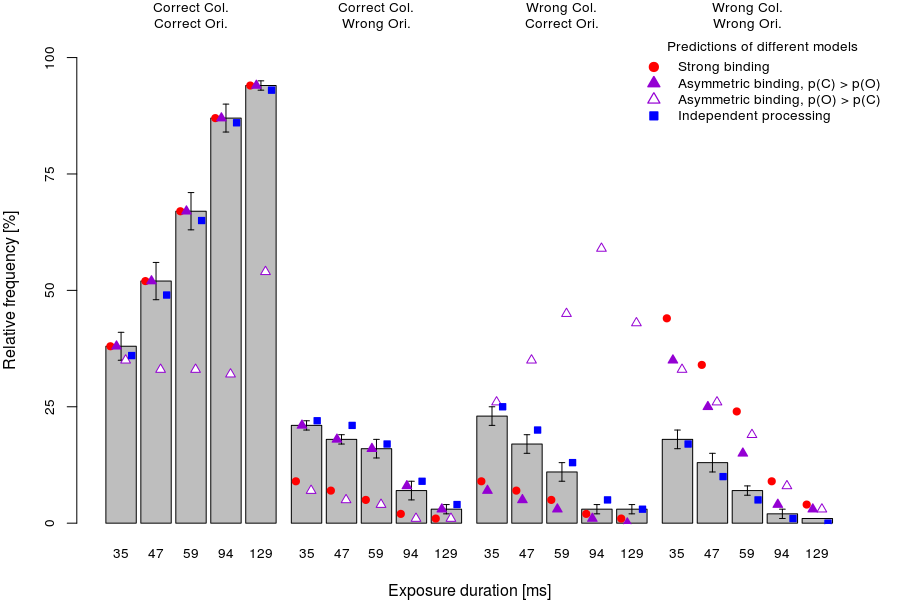 Correct Col.
Correct Ori.
Correct Col.
Wrong Ori.
Wrong Col.
Correct Ori.
Wrong Col.
Wrong Ori.
Predictions of different models
Strong binding
Asymmetric binding, p(C) > p(O)
Asymmetric binding, p(O) > p(C)
Independent processing
Relative frequency [%]
100
75
50
25
0
35 47 59 94 129 35 47 59 94 129 35 47 59 94 129 35 47 59 94 129
Exposure duration [ms]